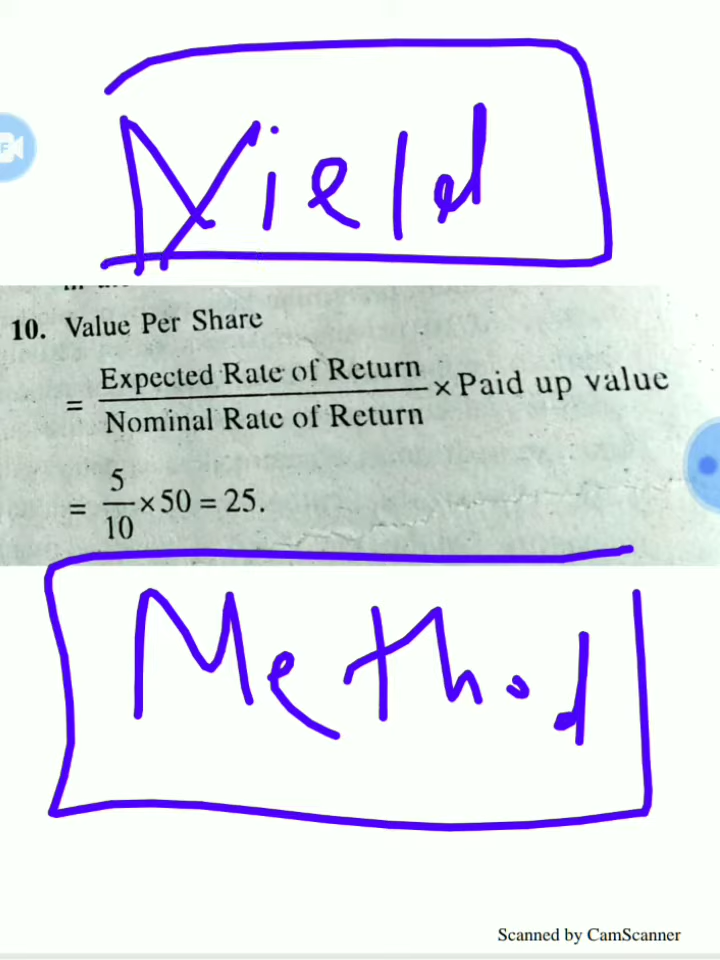 F
Yield
10. Value Per Share
= Expected Rate of Return / Nominal Rate of Return × Paid up value
= 5/10 × 50 = 25.
Method
Scanned by CamScanner